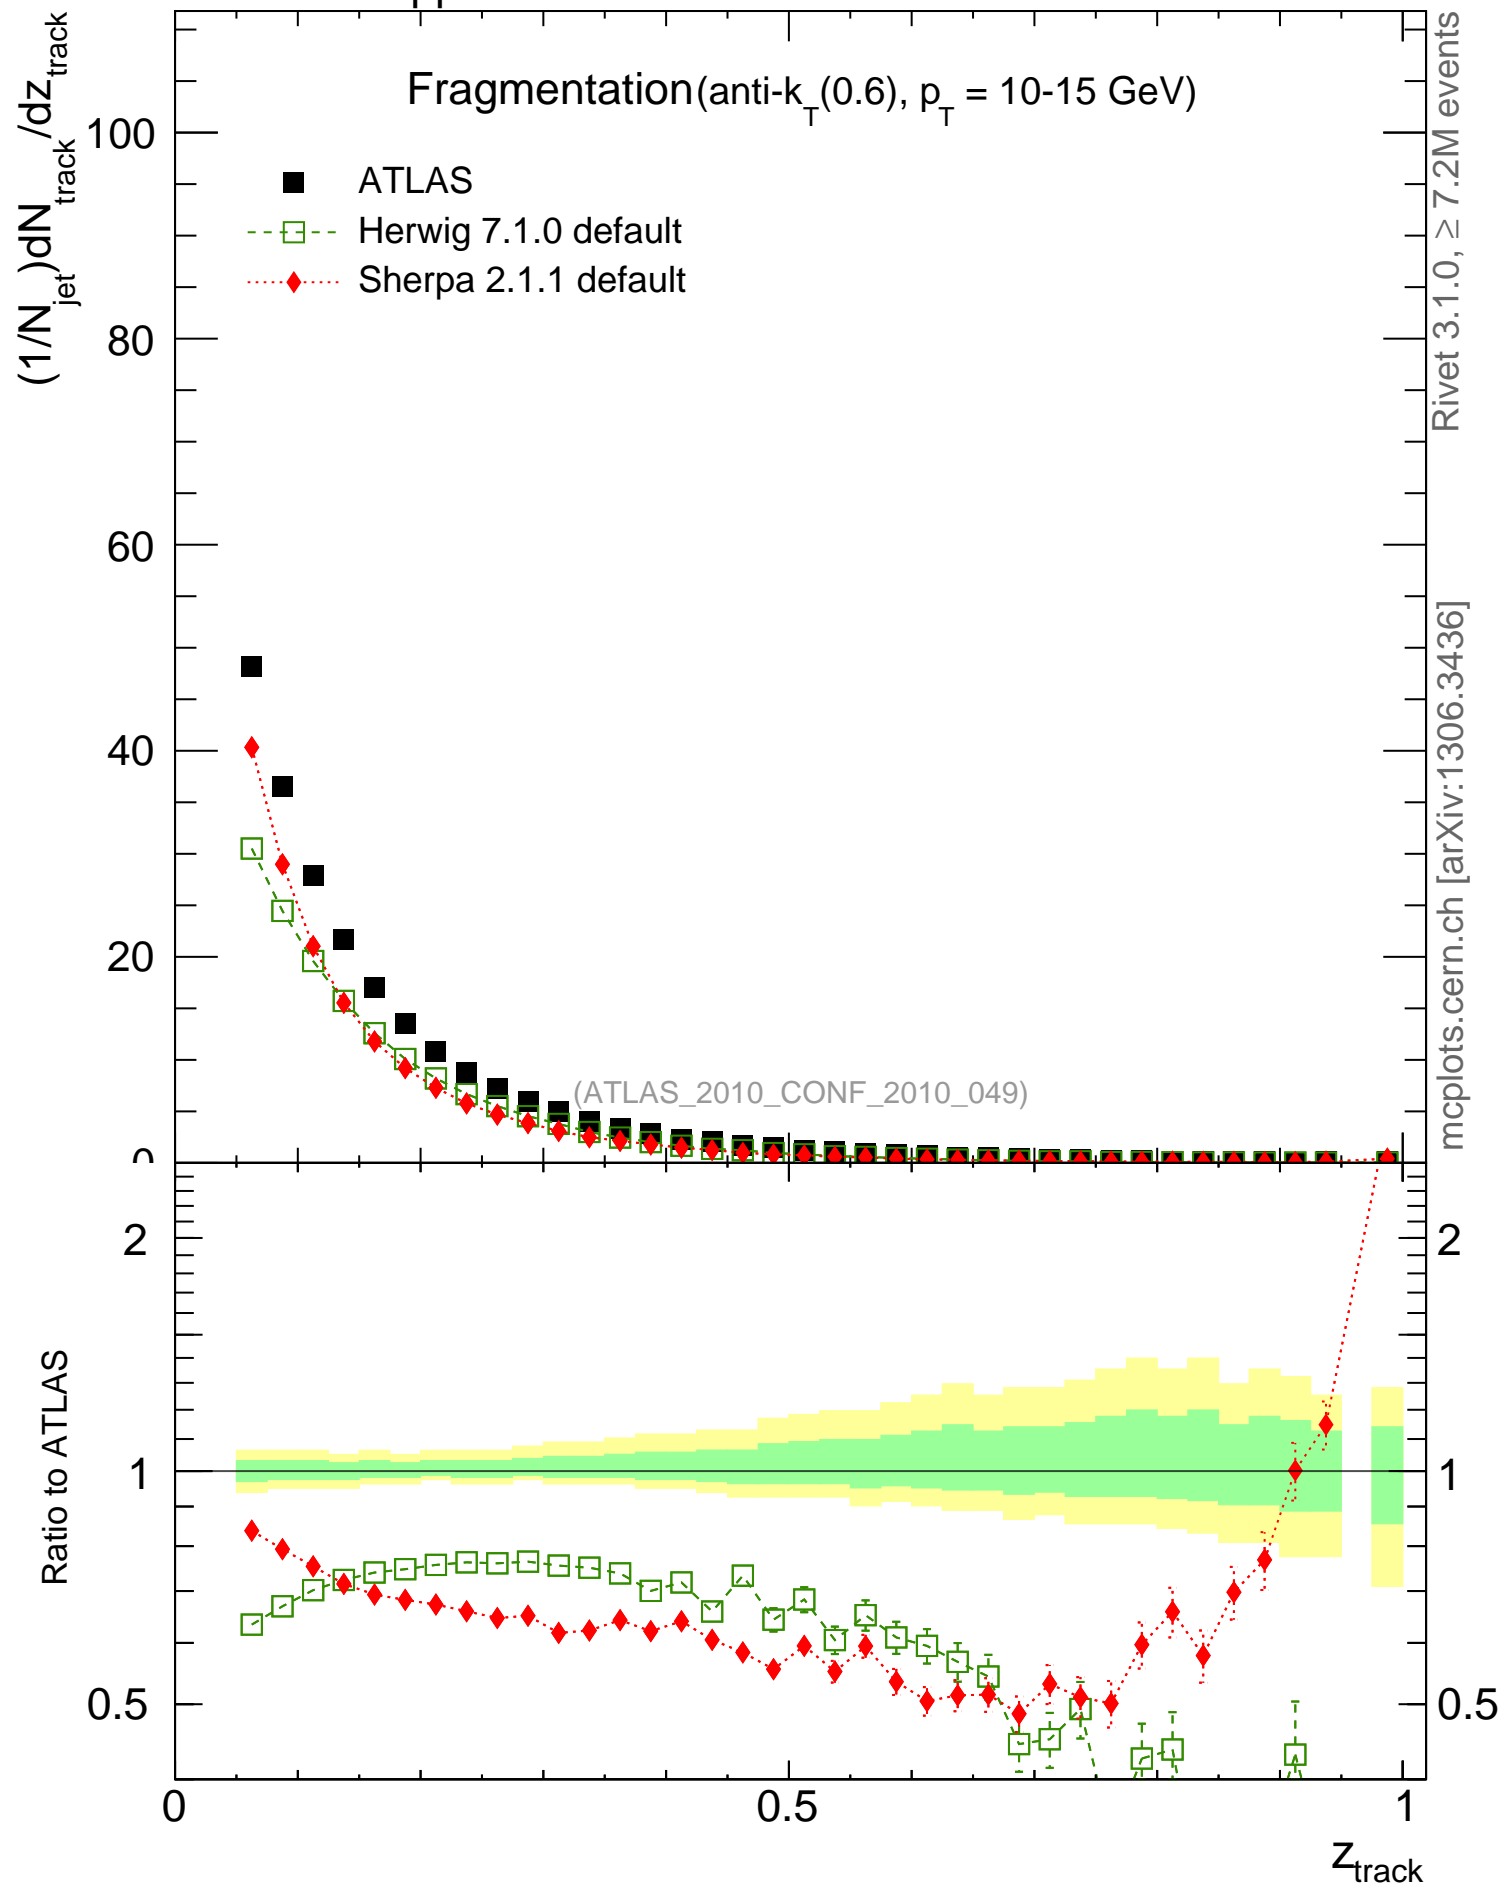 Fragmentation (anti-k_T(0.6), p_T = 10-15 GeV)
(1/N_jet)dN_track/dz_track
ATLAS
Herwig 7.1.0 default
Sherpa 2.1.1 default
100
80
60
40
20
0
(ATLAS_2010_CONF_2010_049)
Rivet 3.1.0, ≥ 7.2M events
mcplots.cern.ch [arXiv:1306.3436]
Ratio to ATLAS
2
1
0.5
2
1
0.5
0
0.5
1
z_track